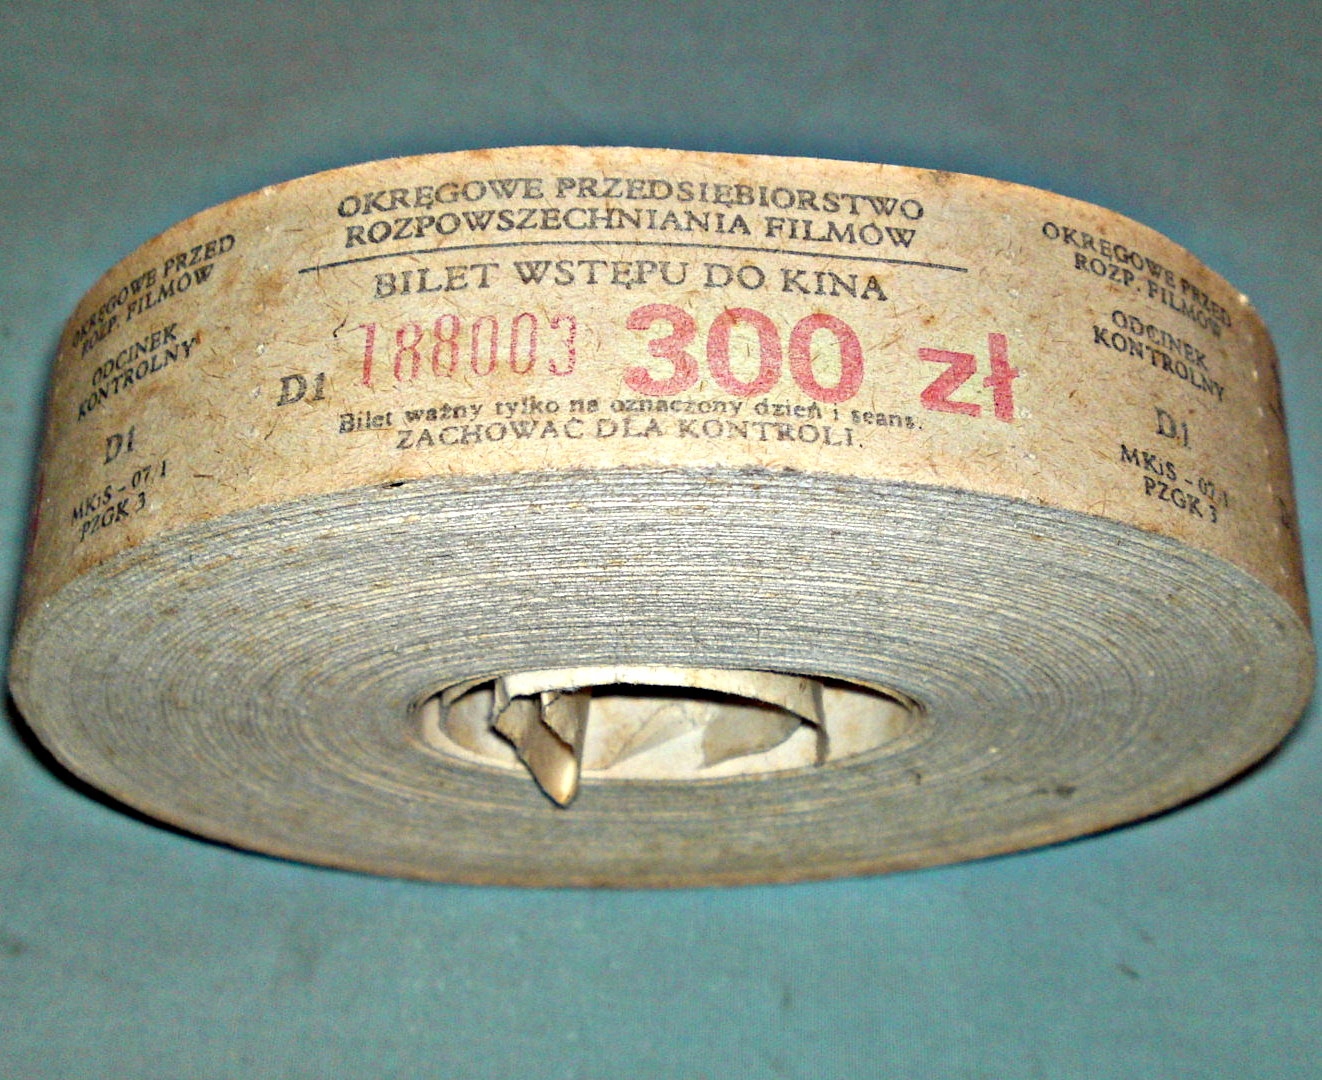 OKRĘGOWE PRZED
ROZP. FILMÓW
ODCINEK
KONTROLNY
D1
MKiS - 07.1
PZGK 3
OKRĘGOWE PRZEDSIĘBIORSTWO
ROZPOWSZECHNIANIA FILMÓW
BILET WSTĘPU DO KINA
D1 188003 300 zł
Bilet ważny tylko na oznaczony dzień i seans.
ZACHOWAĆ DLA KONTROLI.
OKRĘGOWE PRZED
ROZP. FILMÓW
ODCINEK
KONTROLNY
D1
MKiS - 07.1
PZGK 3